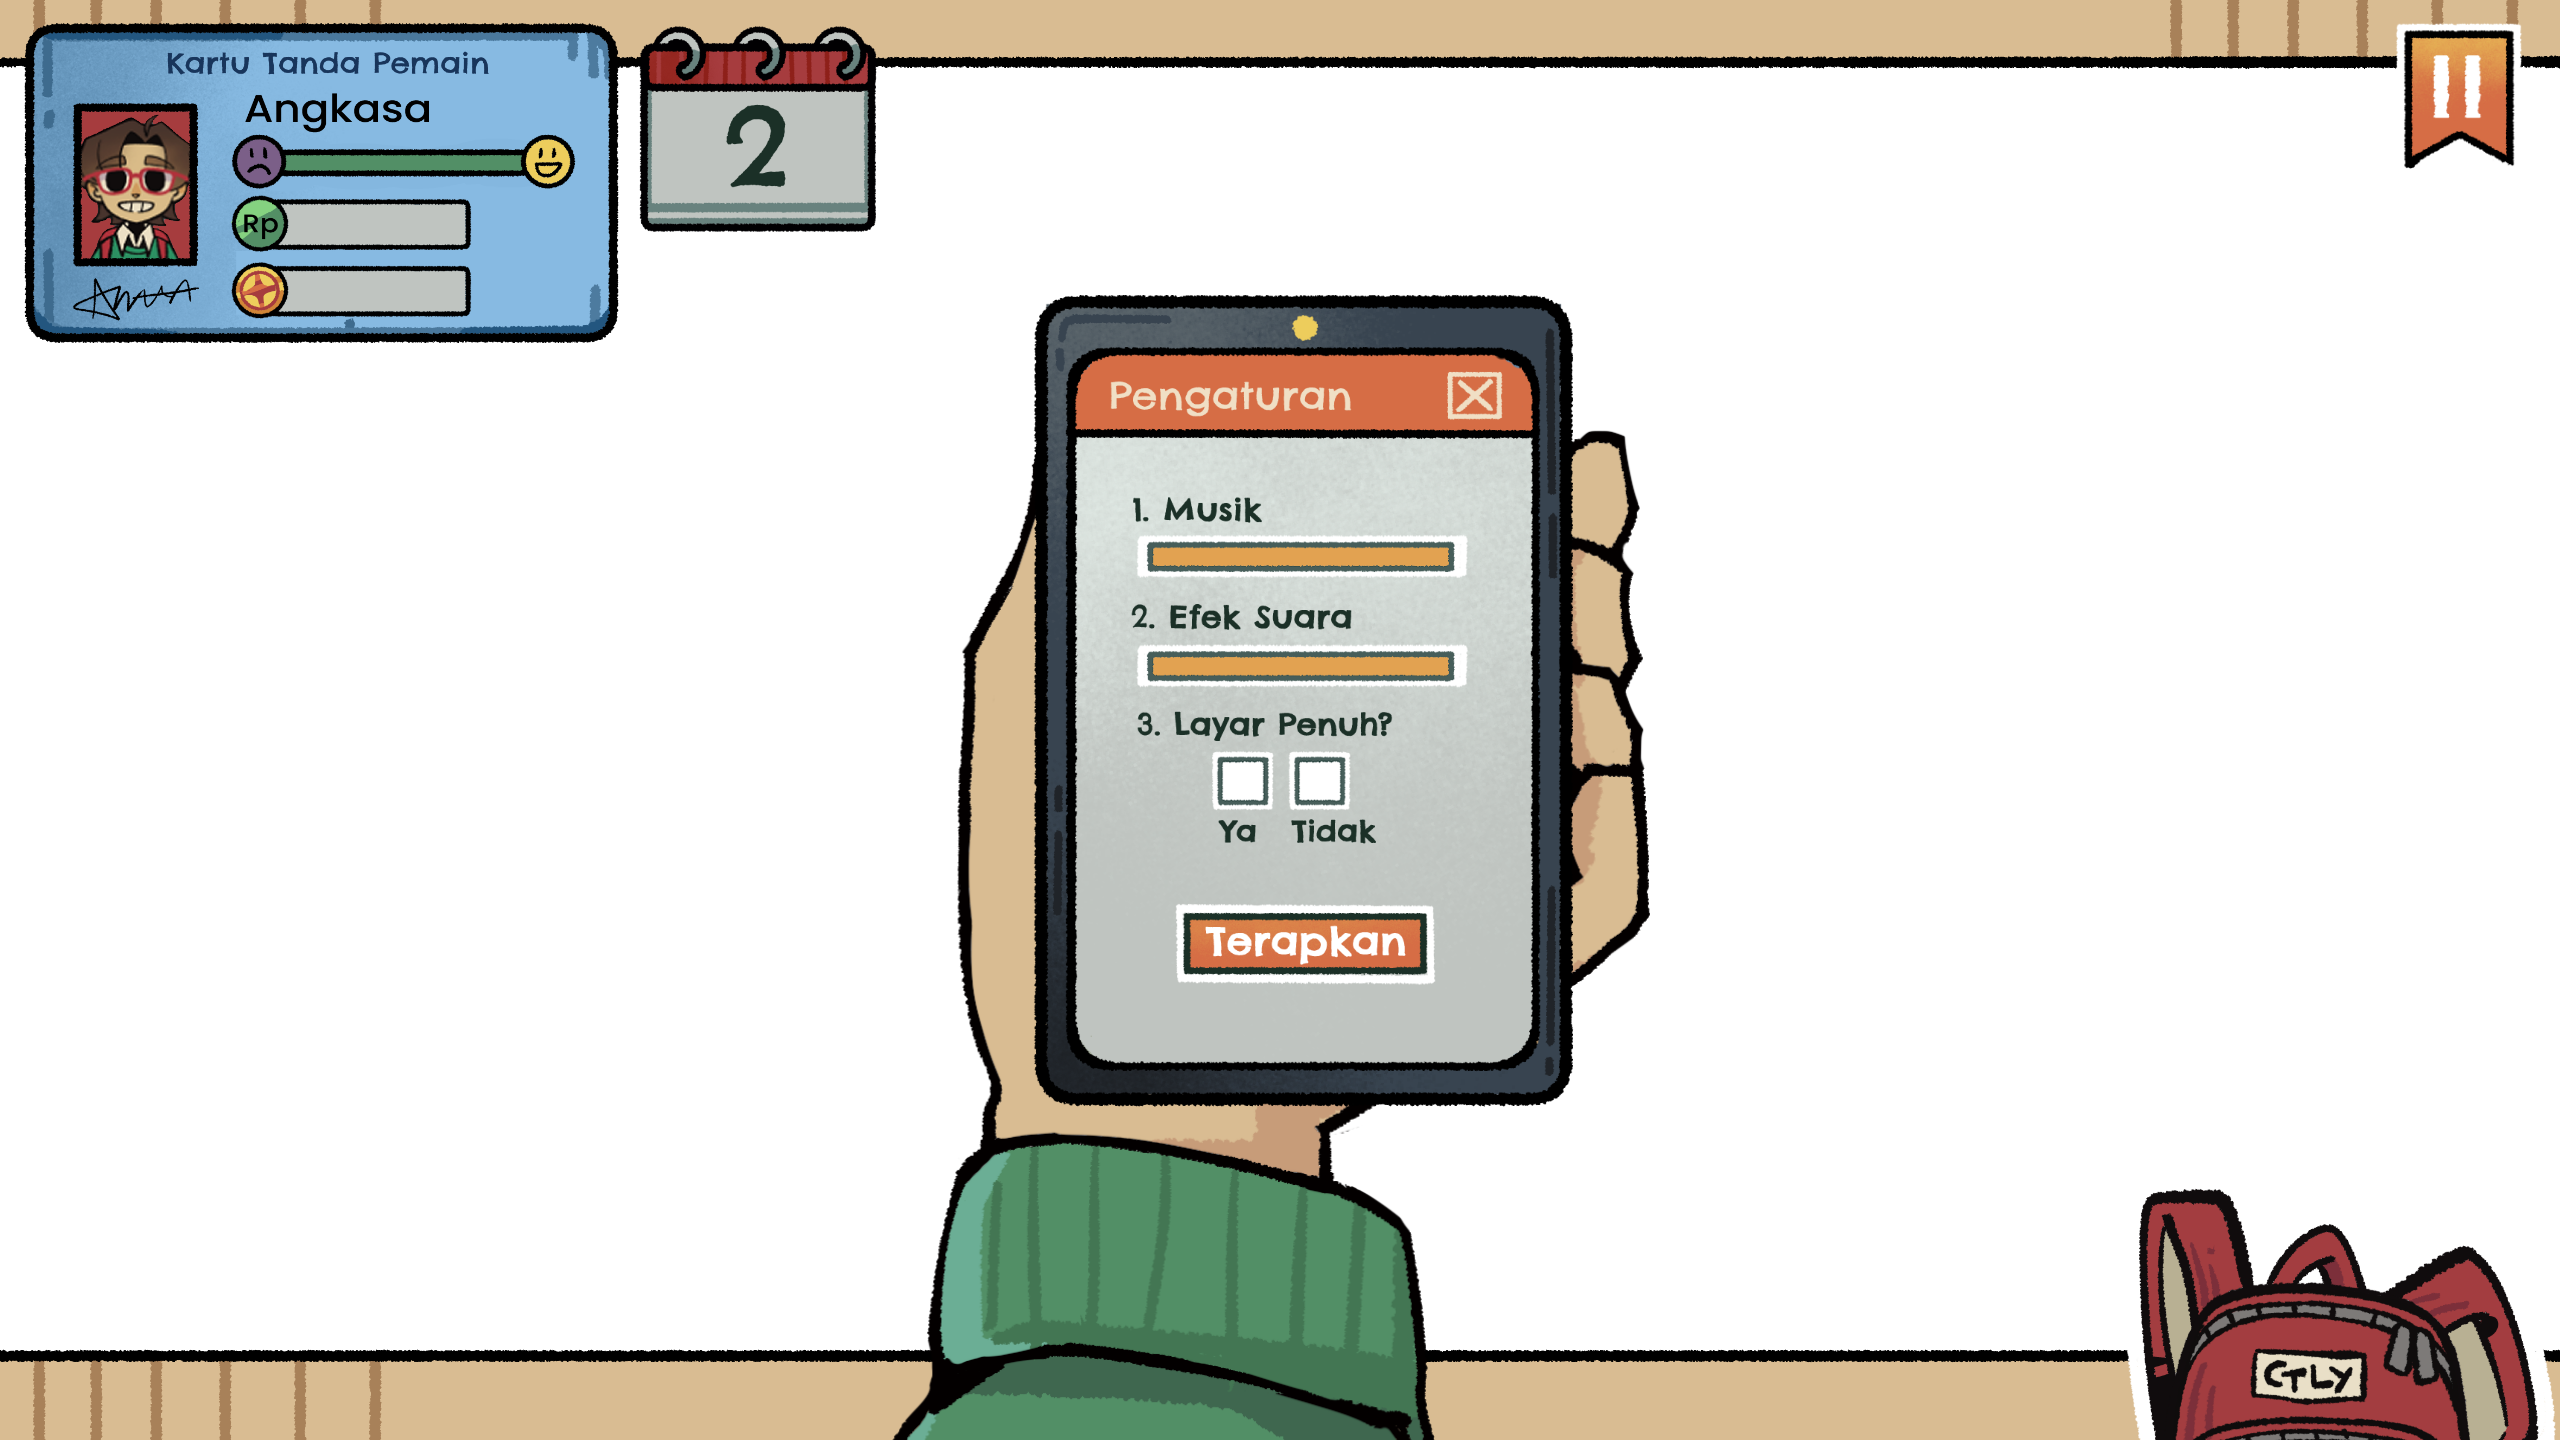 Kartu Tanda Pemain
Angkasa
Rp
2
Pengaturan
1. Musik
2. Efek Suara
3. Layar Penuh?
Ya Tidak
Terapkan
CTLY